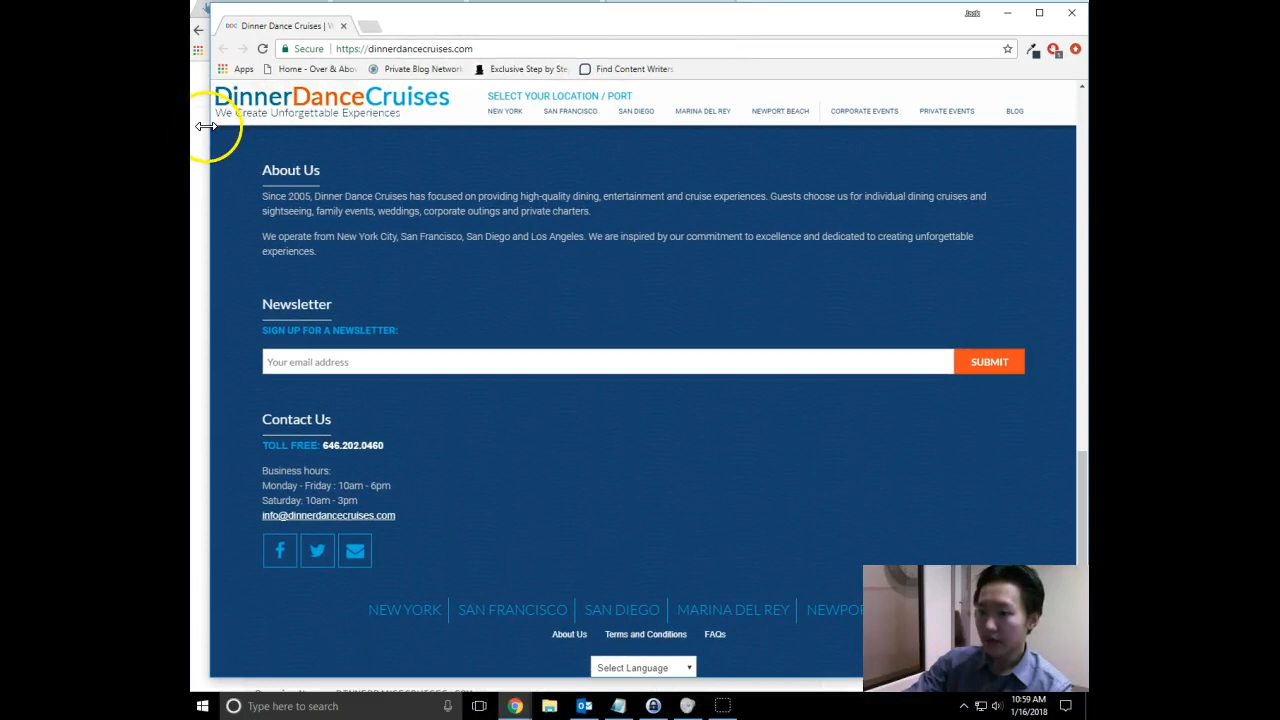 DDC Dinner Dance Cruises |
Secure https://dinnerdancecruises.com
Apps Home - Over & Abo Private Blog Network Exclusive Step by Ste Find Content Writers
DinnerDanceCruises
We Create Unforgettable Experiences
SELECT YOUR LOCATION / PORT
NEW YORK SAN FRANCISCO SAN DIEGO MARINA DEL REY NEWPORT BEACH CORPORATE EVENTS PRIVATE EVENTS BLOG
About Us
Since 2005, Dinner Dance Cruises has focused on providing high-quality dining, entertainment and cruise experiences. Guests choose us for individual dining cruises and
sightseeing, family events, weddings, corporate outings and private charters.
We operate from New York City, San Francisco, San Diego and Los Angeles. We are inspired by our commitment to excellence and dedicated to creating unforgettable
experiences.
Newsletter
SIGN UP FOR A NEWSLETTER:
Your email address
SUBMIT
Contact Us
TOLL FREE: 646.202.0460
Business hours:
Monday - Friday : 10am - 6pm
Saturday: 10am - 3pm
info@dinnerdancecruises.com
NEW YORK SAN FRANCISCO SAN DIEGO MARINA DEL REY NEWPOR
About Us Terms and Conditions FAQs
Select Language
Type here to search
10:59 AM
1/16/2018